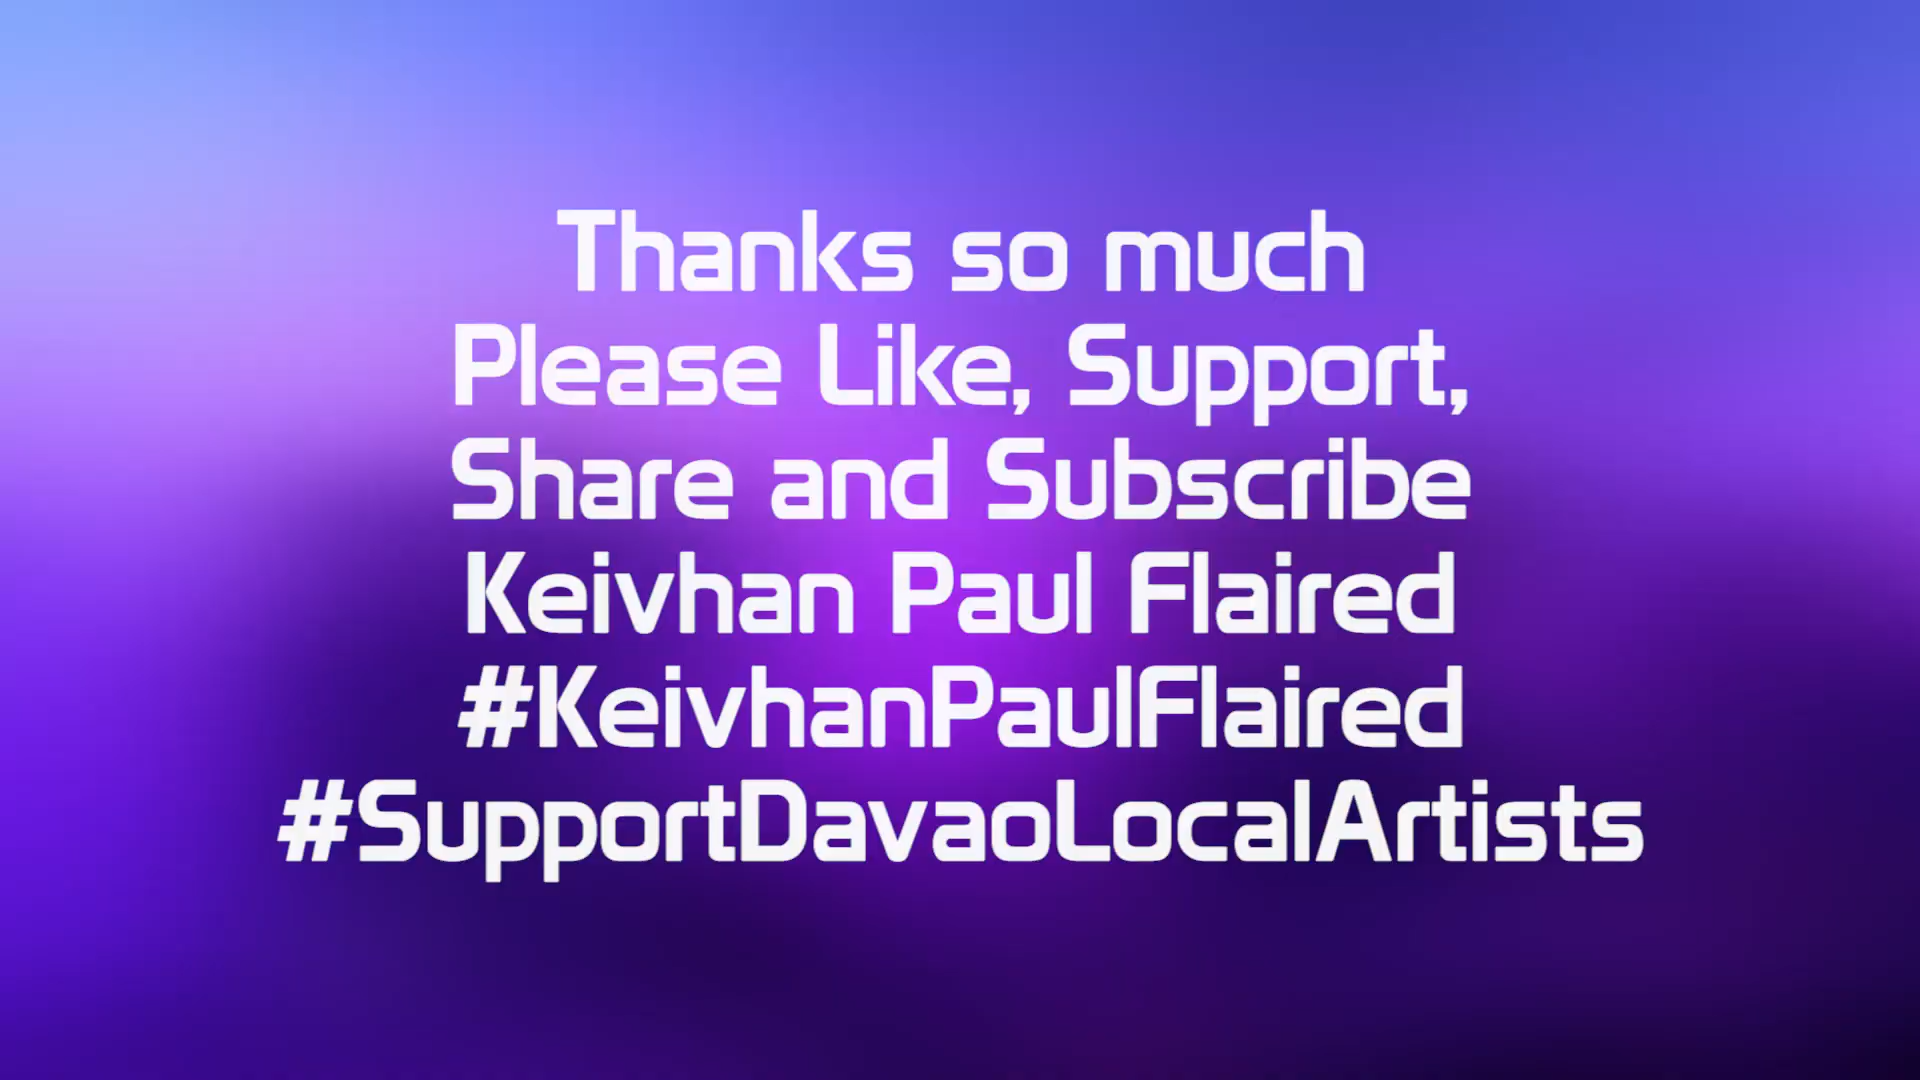 Thanks so much
Please Like, Support,
Share and Subscribe
Keivhan Paul Flaired
#KeivhanPaulFlaired
#SupportDavaoLocalArtists